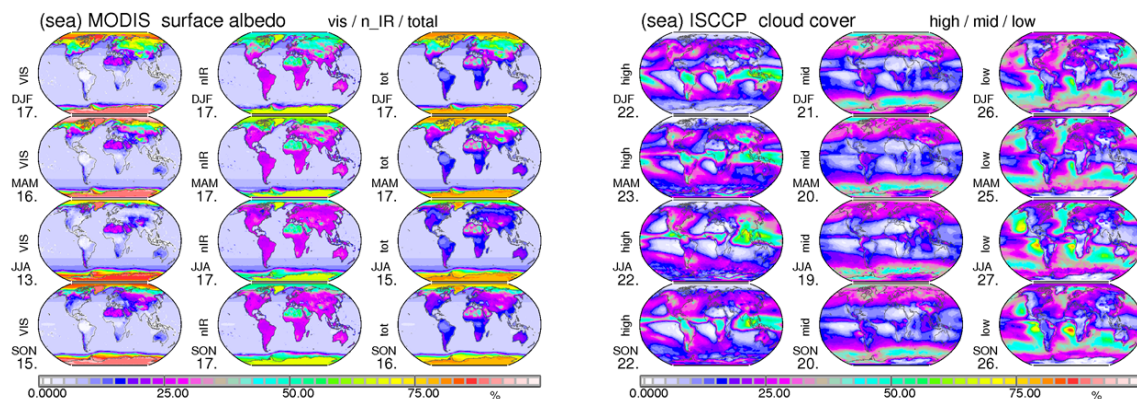 (sea) MODIS surface albedo vis / n_IR / total
VIS nIR tot
DJF DJF DJF
17. 17. 17.
VIS nIR tot
MAM MAM MAM
16. 17. 17.
VIS nIR tot
JJA JJA JJA
13. 17. 15.
VIS nIR tot
SON SON SON
15. 17. 16.
0.0000 25.00 50.00 75.00 %
(sea) ISCCP cloud cover high / mid / low
high mid low
DJF DJF DJF
22. 21. 26.
high mid low
MAM MAM MAM
23. 20. 25.
high mid low
JJA JJA JJA
22. 19. 27.
high mid low
SON SON SON
22. 20. 26.
0.0000 25.00 50.00 75.00 %